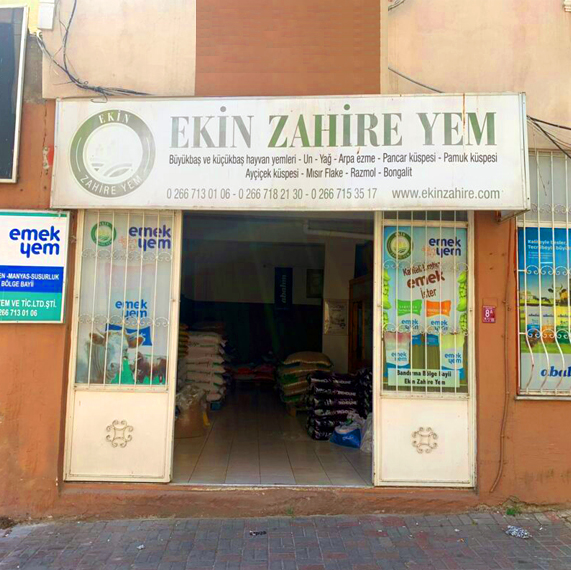 EKİN
ZAHİRE YEM
EKİN ZAHİRE YEM
Büyükbaş ve küçükbaş hayvan yemleri - Un - Yağ - Arpa ezme - Pancar küspesi - Pamuk küspesi
Ayçiçek küspesi - Mısır Flake - Razmol - Bongalit
0 266 713 01 06 - 0 266 718 21 30 - 0 266 715 35 17 www.ekinzahire.com
emek
yem
-MANYAS-SUSURLUK
BÖLGE BAYİİ
EM VE TİC.LTD.ŞTİ.
266 713 01 06
emek
yem
emek
yem
emek
yem
emek
emek
yem
emek
yem
Bölge
Ekin Zahire Yem
8